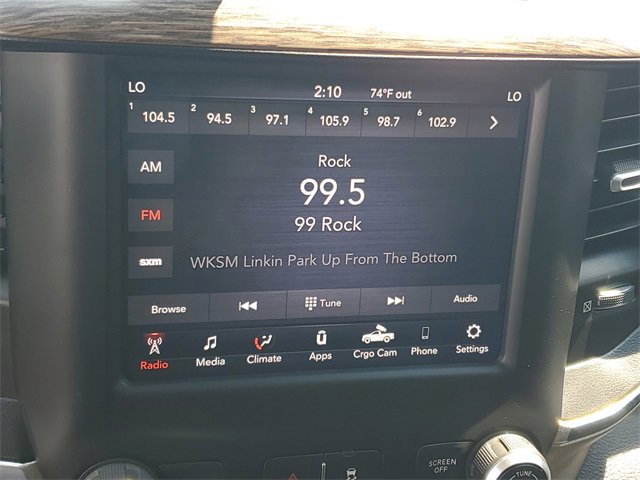 LO 2:10 74°F out LO
1 104.5 2 94.5 3 97.1 4 105.9 5 98.7 6 102.9
AM
Rock
99.5
FM
99 Rock
sxm
WKSM Linkin Park Up From The Bottom
Browse Tune Audio
Radio Media Climate Apps Crgo Cam Phone Settings
SCREEN
OFF
TUNE